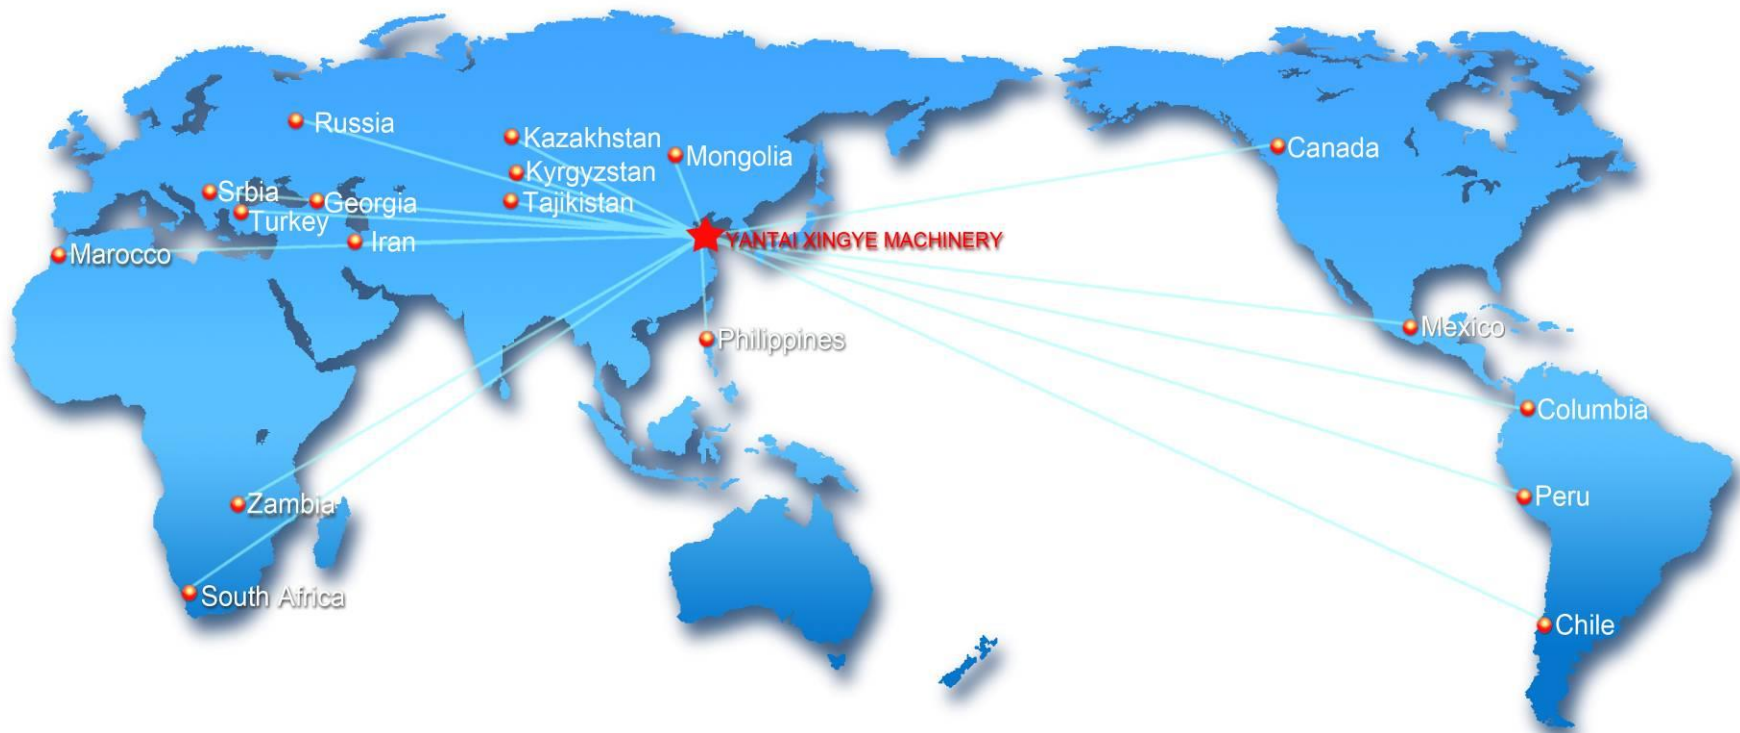 Russia
Kazakhstan
Mongolia
Canada
Kyrgyzstan
Srbia
Georgia
Tajikistan
Turkey
Iran
Marocco
YANTAI XINGYE MACHINERY
Philippines
Mexico
Columbia
Zambia
Peru
South Africa
Chile